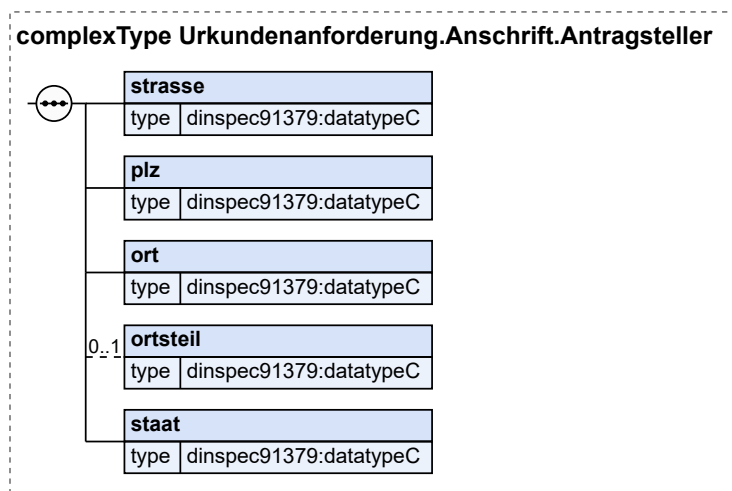 complexType Urkundenanforderung.Anschrift.Antragsteller
strasse
type dinspec91379:datatypeC
plz
type dinspec91379:datatypeC
ort
type dinspec91379:datatypeC
0..1
ortsteil
type dinspec91379:datatypeC
staat
type dinspec91379:datatypeC